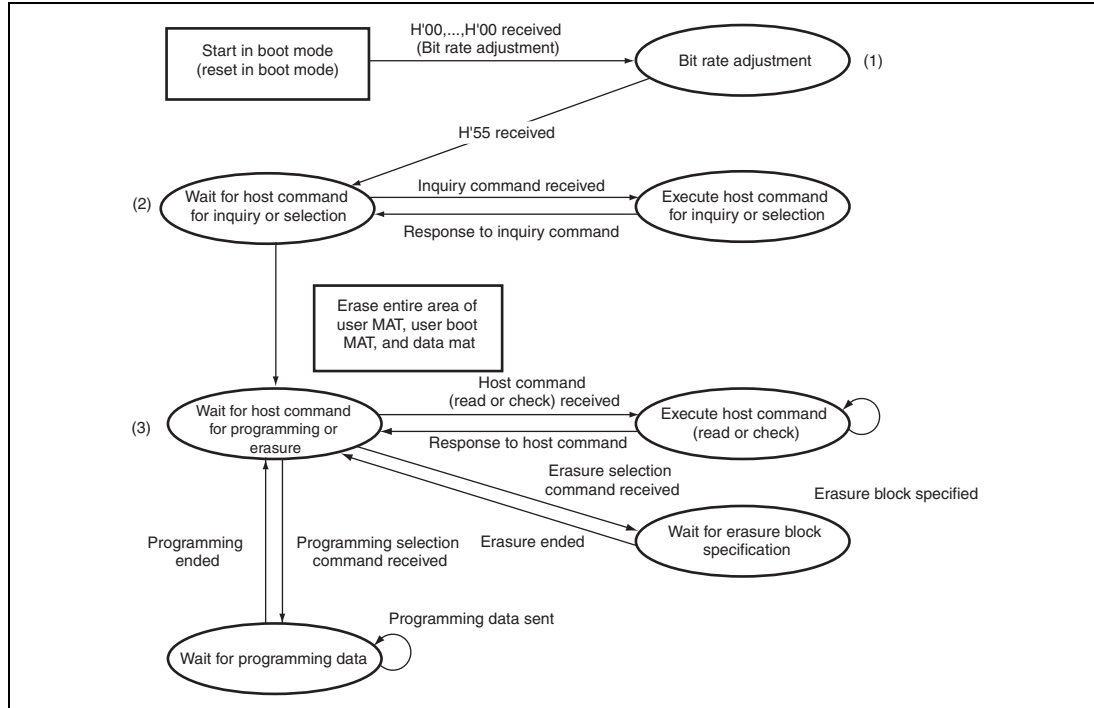 H'00,...,H'00 received
(Bit rate adjustment)
Start in boot mode
(reset in boot mode)
Bit rate adjustment
(1)
H'55 received
(2)
Wait for host command
for inquiry or selection
Inquiry command received
Response to inquiry command
Execute host command
for inquiry or selection
Erase entire area of
user MAT, user boot
MAT, and data mat
(3)
Wait for host command
for programming or
erasure
Host command
(read or check) received
Response to host command
Execute host command
(read or check)
Erasure selection
command received
Erasure block specified
Erasure ended
Wait for erasure block
specification
Programming
ended
Programming selection
command received
Programming data sent
Wait for programming data